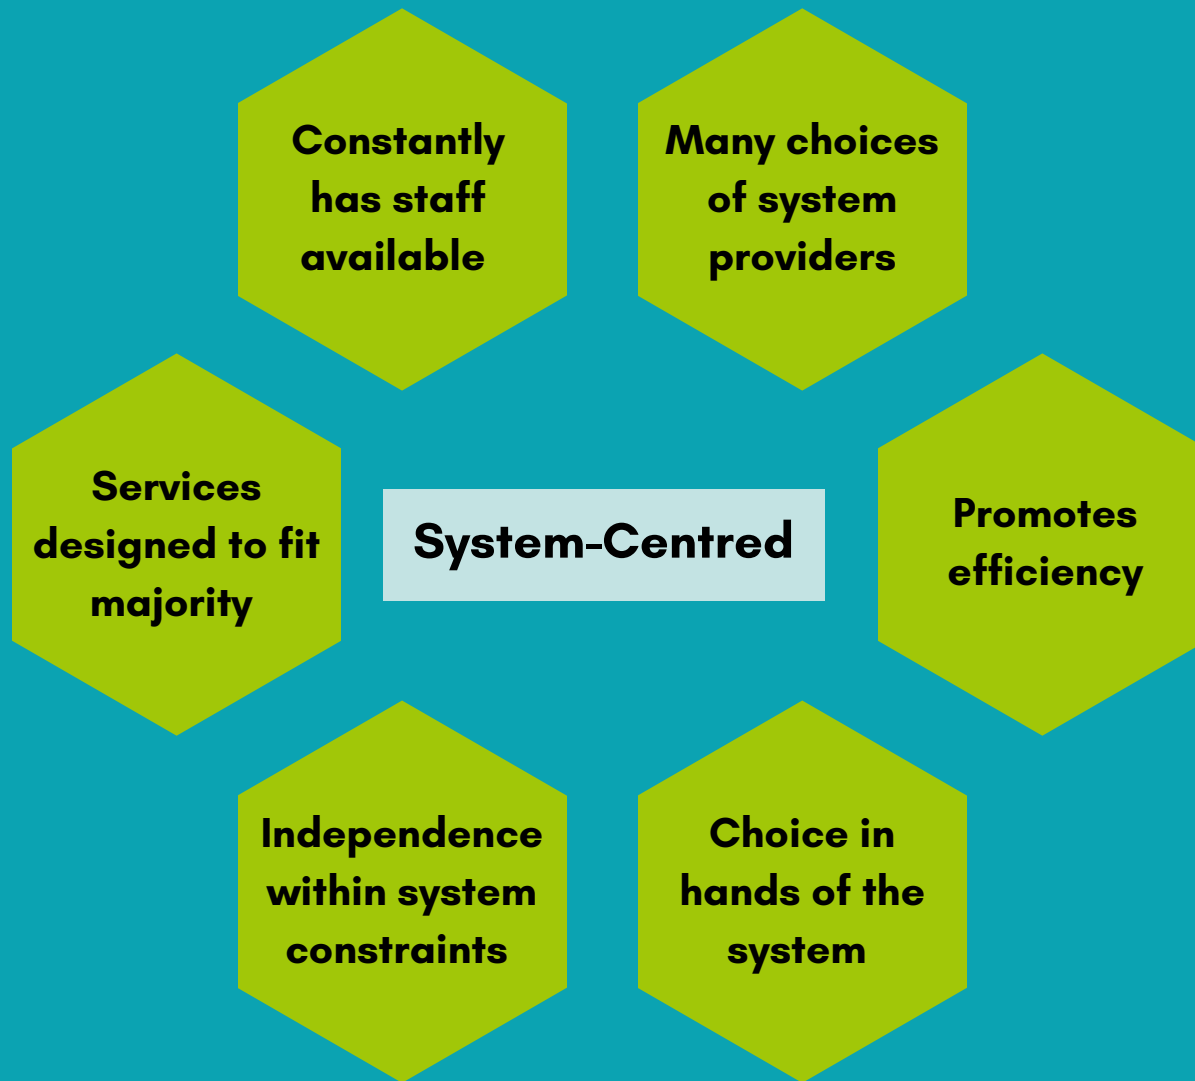 Constantly
has staff
available
Many choices
of system
providers
Services
designed to fit
majority
System-Centred
Promotes
efficiency
Independence
within system
constraints
Choice in
hands of the
system